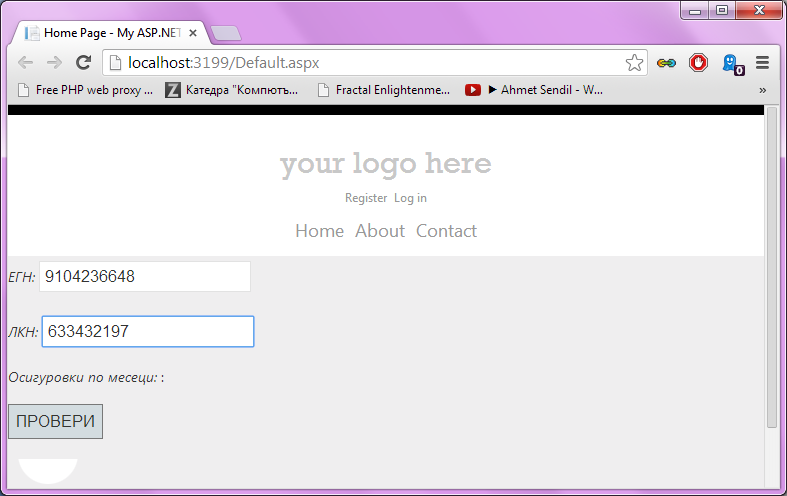 Home Page - My ASP.NET
localhost:3199/Default.aspx
0
Free PHP web proxy ...
Катедра "Компютъ...
Fractal Enlightenme...
► Ahmet Sendil - W...
»
your logo here
Register Log in
Home About Contact
ЕГН: 9104236648
ЛКН: 633432197
Осигуровки по месеци: :
ПРОВЕРИ